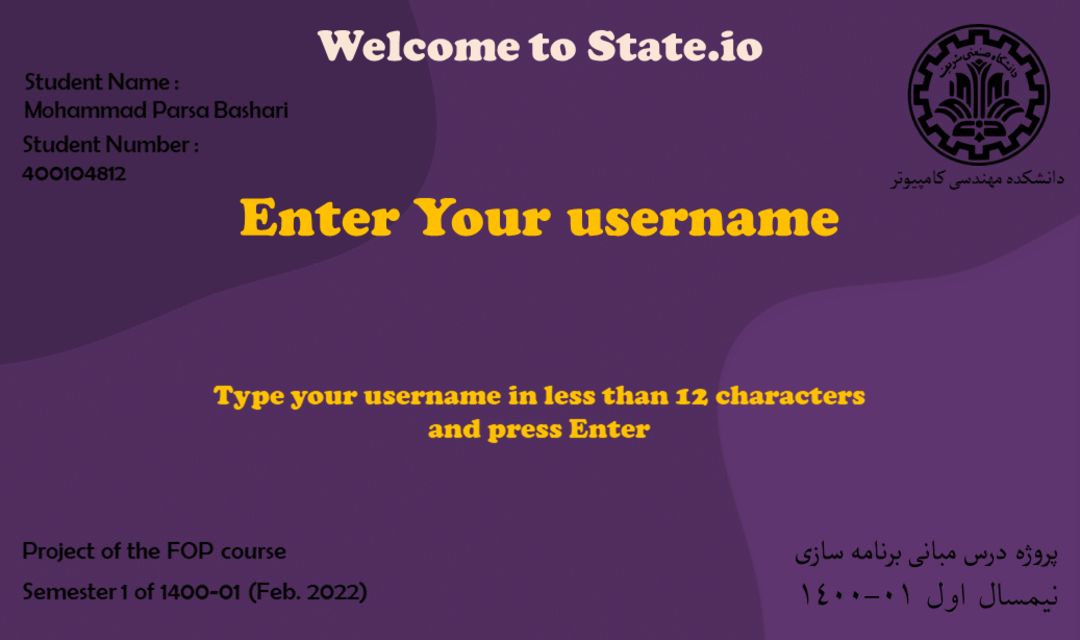 Welcome to State.io
Student Name :
Mohammad Parsa Bashari
Student Number :
400104812
دانشگاه صنعتی شریف
دانشکده مهندسی کامپیوتر
Enter Your username
Type your username in less than 12 characters
and press Enter
Project of the FOP course
Semester 1 of 1400-01 (Feb. 2022)
پروژه درس مبانی برنامه سازی
نیمسال اول ۰۱-۱۴۰۰